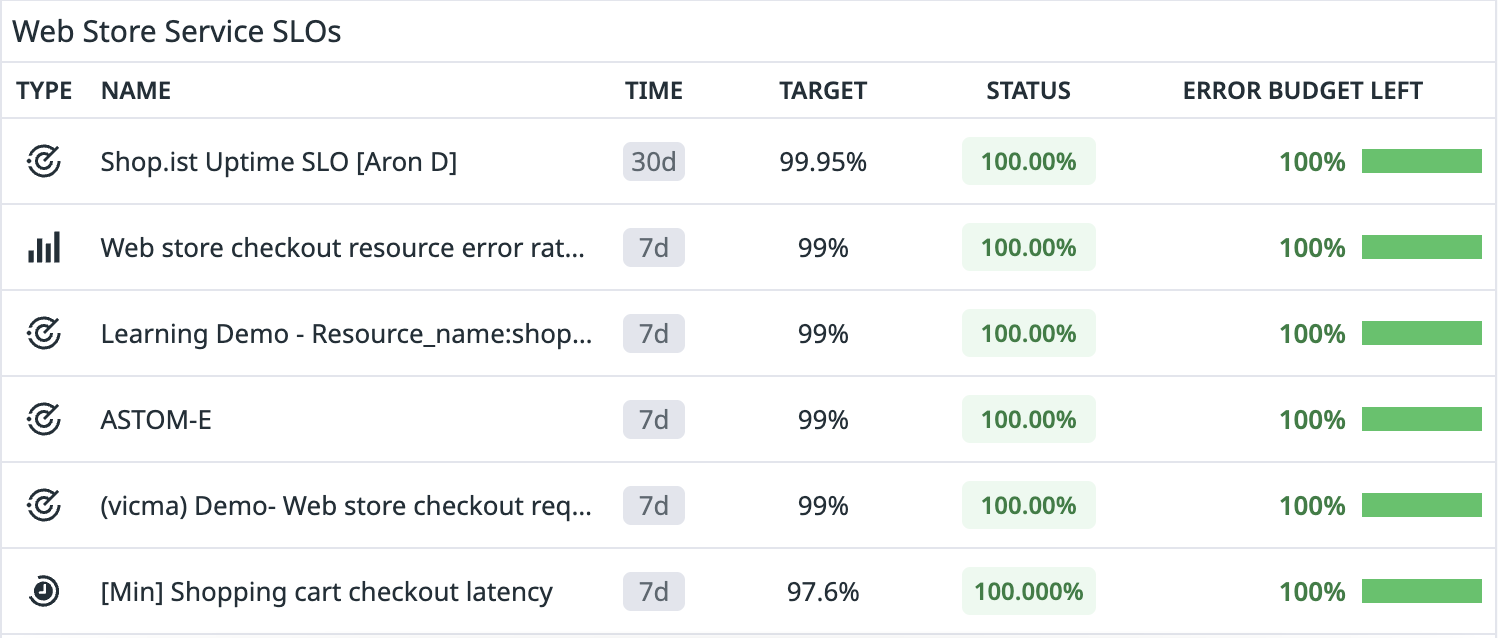 Web Store Service SLOs
TYPE NAME TIME TARGET STATUS ERROR BUDGET LEFT
Shop.ist Uptime SLO [Aron D] 30d 99.95% 100.00% 100%
Web store checkout resource error rat... 7d 99% 100.00% 100%
Learning Demo - Resource_name:shop... 7d 99% 100.00% 100%
ASTOM-E 7d 99% 100.00% 100%
(vicma) Demo- Web store checkout req... 7d 99% 100.00% 100%
[Min] Shopping cart checkout latency 7d 97.6% 100.000% 100%